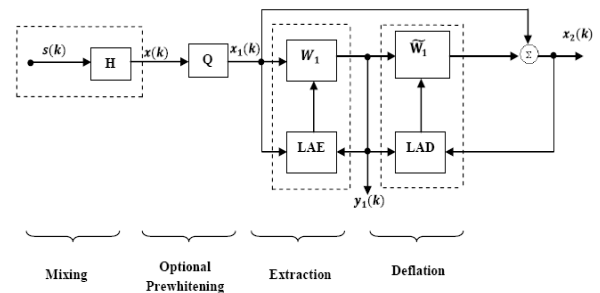 s(k)
H
x(k)
Q
x₁(k)
W₁
W̃₁
Σ
x₂(k)
LAE
LAD
y₁(k)
Mixing
Optional
Prewhitening
Extraction
Deflation